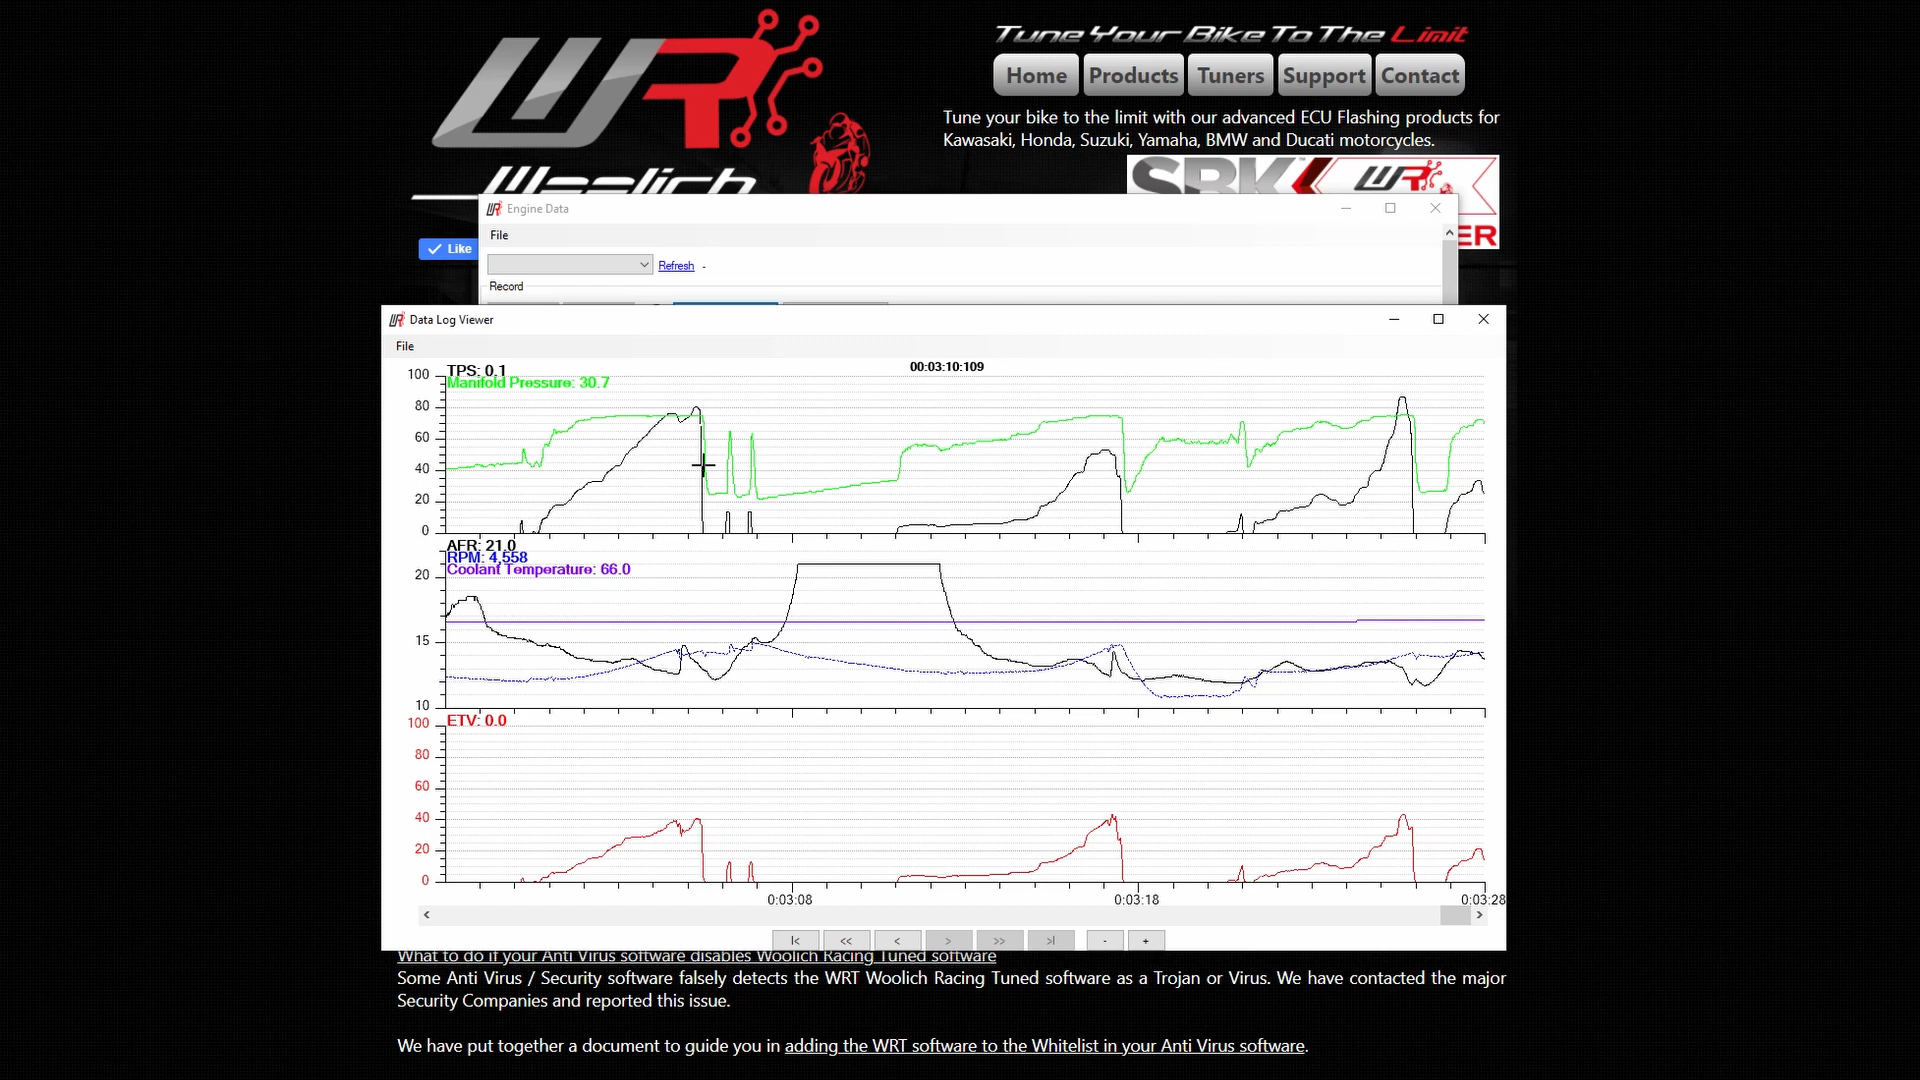 WR
Tune Your Bike To The Limit
Home Products Tuners Support Contact
Tune your bike to the limit with our advanced ECU Flashing products for
Kawasaki, Honda, Suzuki, Yamaha, BMW and Ducati motorcycles.
Woolich
SBK WR
ER
Like
Engine Data
File
Refresh -
Record
Data Log Viewer
File
TPS: 0.1
Manifold Pressure: 30.7
00:03:10:109
100
80
60
40
20
0
AFR: 21.0
RPM: 4,558
Coolant Temperature: 66.0
20
15
10
ETV: 0.0
100
80
60
40
20
0
0:03:08 0:03:18 0:03:28
< >
|< << < > >> >| - +
What to do if your Anti Virus software disables Woolich Racing Tuned software
Some Anti Virus / Security software falsely detects the WRT Woolich Racing Tuned software as a Trojan or Virus. We have contacted the major
Security Companies and reported this issue.
We have put together a document to guide you in adding the WRT software to the Whitelist in your Anti Virus software.